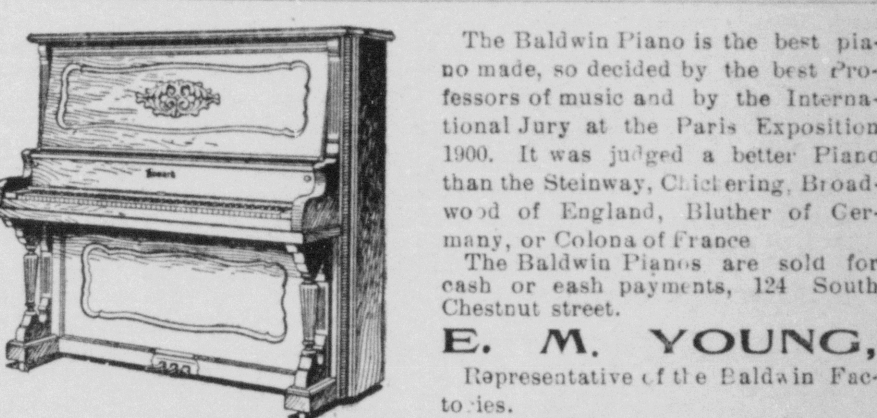 The Baldwin Piano is the best pia-
no made, so decided by the best Pro-
fessors of music and by the Interna-
tional Jury at the Paris Exposition
1900. It was judged a better Piano
than the Steinway, Chickering, Broad-
wood of England, Bluther of Ger-
many, or Colona of France
The Baldwin Pianos are sold for
cash or eash payments, 124 South
Chestnut street.
E. M. YOUNG,
Representative of the Baldwin Fac-
tories.